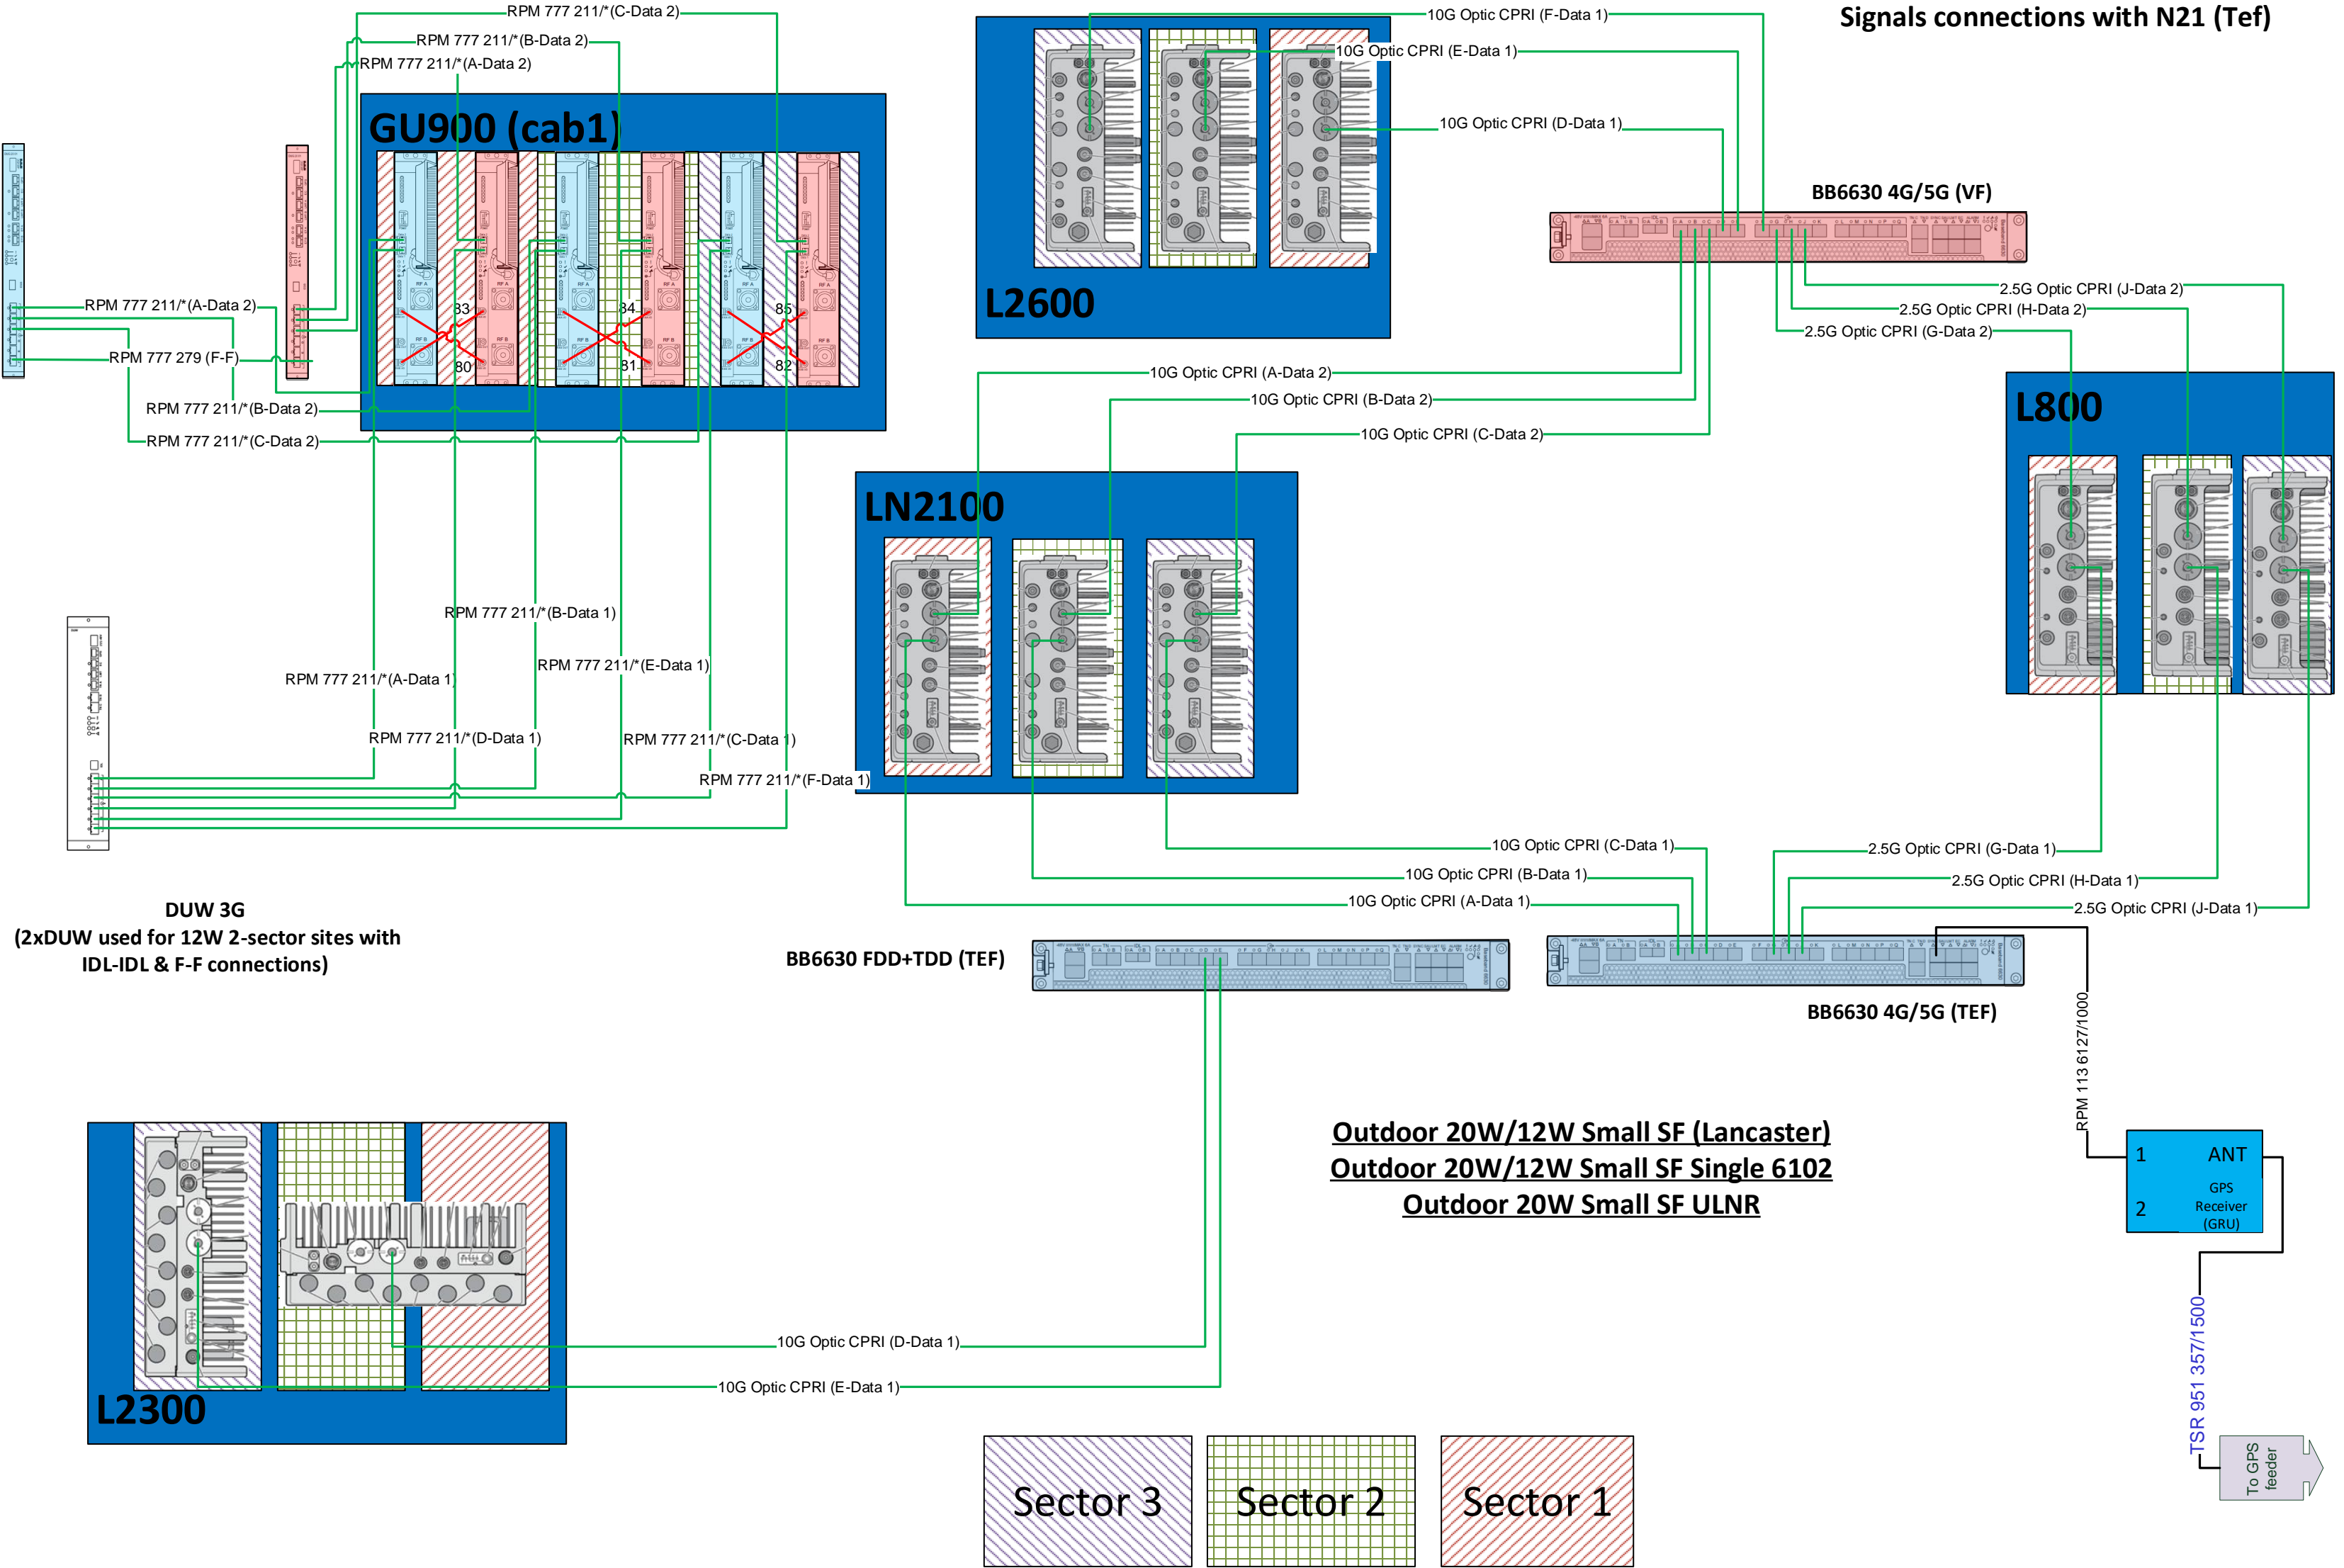 Signals connections with N21 (Tef)
RPM 777 211/*(C-Data 2)
RPM 777 211/*(B-Data 2)
RPM 777 211/*(A-Data 2)
GU900 (cab1)
RF A
RF A
RF A
RF A
RF A
RF A
83
84
85
RF B
RF B
RF B
RF B
RF B
RF B
80
81
82
RPM 777 211/*(A-Data 2)
RPM 777 279 (F-F)
RPM 777 211/*(B-Data 2)
RPM 777 211/*(C-Data 2)
10G Optic CPRI (F-Data 1)
10G Optic CPRI (E-Data 1)
10G Optic CPRI (D-Data 1)
L2600
BB6630 4G/5G (VF)
2.5G Optic CPRI (J-Data 2)
2.5G Optic CPRI (H-Data 2)
2.5G Optic CPRI (G-Data 2)
10G Optic CPRI (A-Data 2)
10G Optic CPRI (B-Data 2)
10G Optic CPRI (C-Data 2)
L800
LN2100
RPM 777 211/*(B-Data 1)
RPM 777 211/*(E-Data 1)
RPM 777 211/*(A-Data 1)
RPM 777 211/*(D-Data 1)
RPM 777 211/*(C-Data 1)
RPM 777 211/*(F-Data 1)
10G Optic CPRI (C-Data 1)
10G Optic CPRI (B-Data 1)
10G Optic CPRI (A-Data 1)
2.5G Optic CPRI (G-Data 1)
2.5G Optic CPRI (H-Data 1)
2.5G Optic CPRI (J-Data 1)
DUW 3G
(2xDUW used for 12W 2-sector sites with
IDL-IDL & F-F connections)
BB6630 FDD+TDD (TEF)
BB6630 4G/5G (TEF)
RPM 113 6127/1000
Outdoor 20W/12W Small SF (Lancaster)
Outdoor 20W/12W Small SF Single 6102
Outdoor 20W Small SF ULNR
1
ANT
2
GPS
Receiver
(GRU)
TSR 951 357/1500
To GPS
feeder
10G Optic CPRI (D-Data 1)
10G Optic CPRI (E-Data 1)
L2300
Sector 3
Sector 2
Sector 1